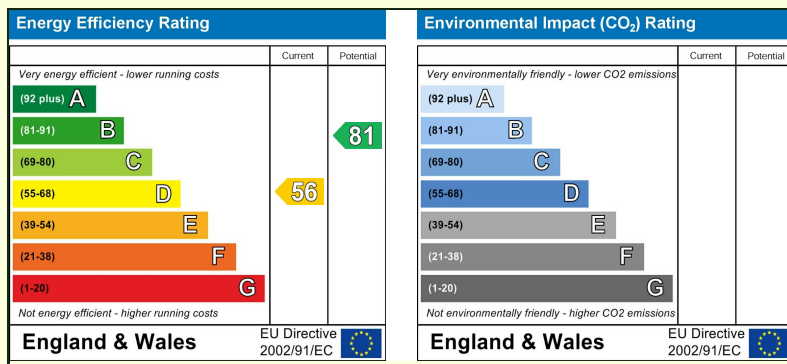 Energy Efficiency Rating
Current Potential
Very energy efficient - lower running costs
(92 plus) A
(81-91) B
81
(69-80) C
(55-68) D
56
(39-54) E
(21-38) F
(1-20) G
Not energy efficient - higher running costs
England & Wales
EU Directive
2002/91/EC
Environmental Impact (CO₂) Rating
Current Potential
Very environmentally friendly - lower CO2 emissions
(92 plus) A
(81-91) B
(69-80) C
(55-68) D
(39-54) E
(21-38) F
(1-20) G
Not environmentally friendly - higher CO2 emissions
England & Wales
EU Directive
2002/91/EC